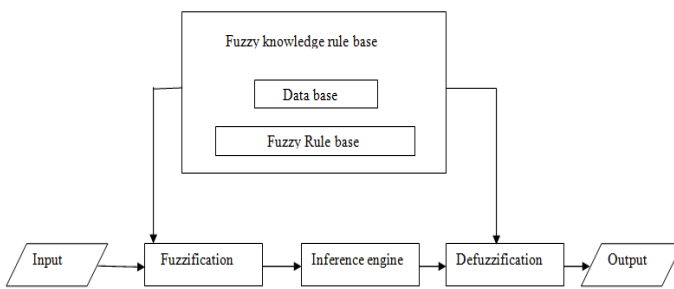 Fuzzy knowledge rule base
Data base
Fuzzy Rule base
Input
Fuzzification
Inference engine
Defuzzification
Output